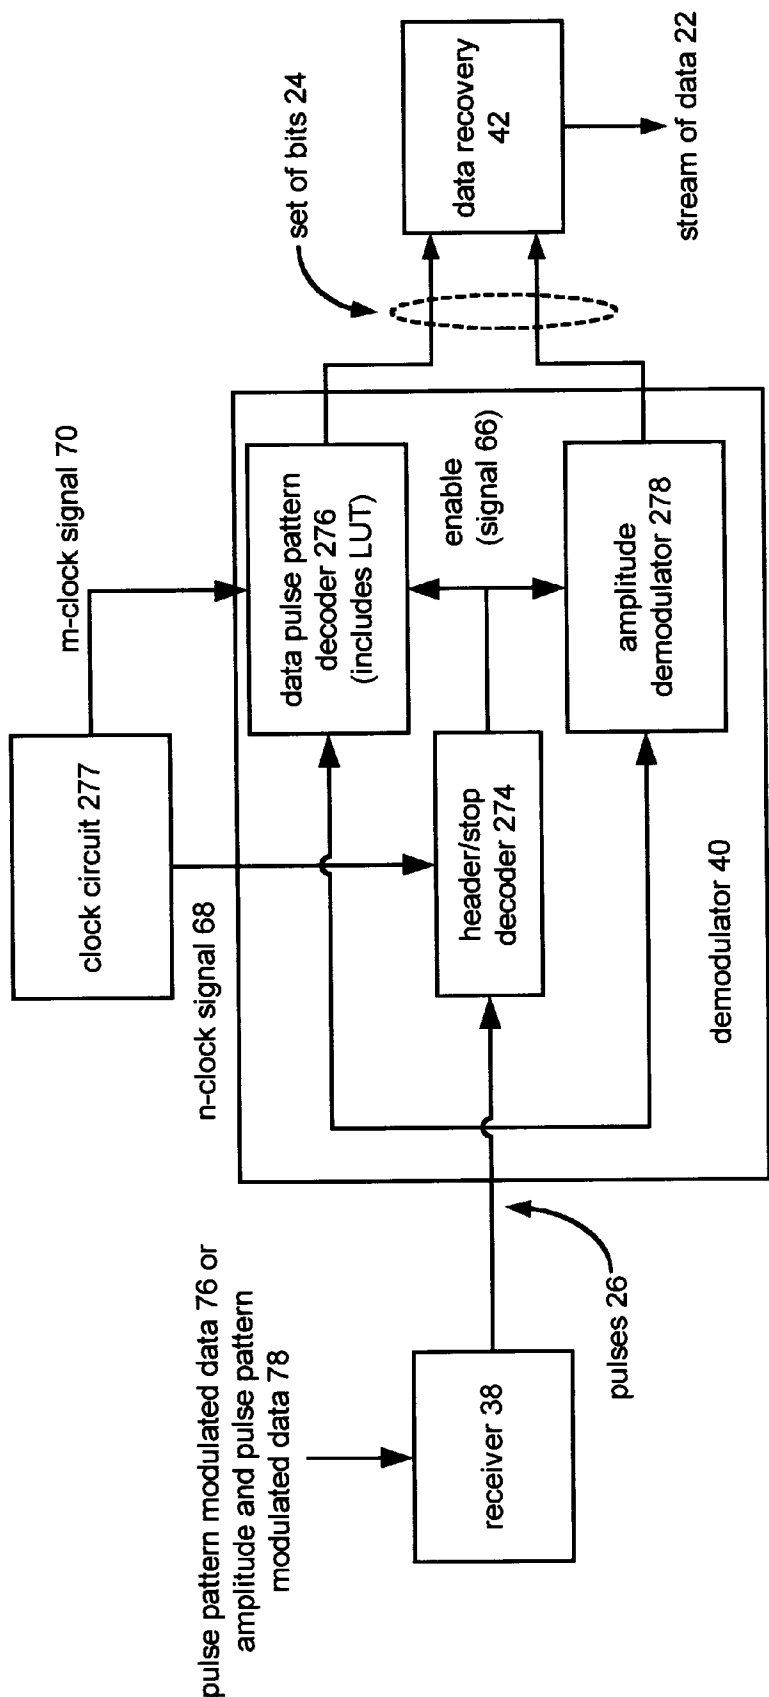 pulse pattern modulated data 76 or
amplitude and pulse pattern
modulated data 78
receiver 38
pulses 26
clock circuit 277
n-clock signal 68
m-clock signal 70
header/stop
decoder 274
data pulse pattern
decoder 276
(includes LUT)
enable
(signal 66)
amplitude
demodulator 278
demodulator 40
set of bits 24
data recovery
42
stream of data 22